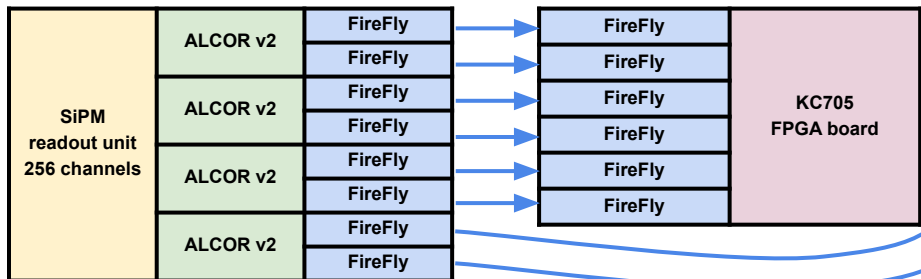 SiPM
readout unit
256 channels
ALCOR v2
ALCOR v2
ALCOR v2
ALCOR v2
FireFly
FireFly
FireFly
FireFly
FireFly
FireFly
FireFly
FireFly
FireFly
FireFly
FireFly
FireFly
FireFly
FireFly
KC705
FPGA board